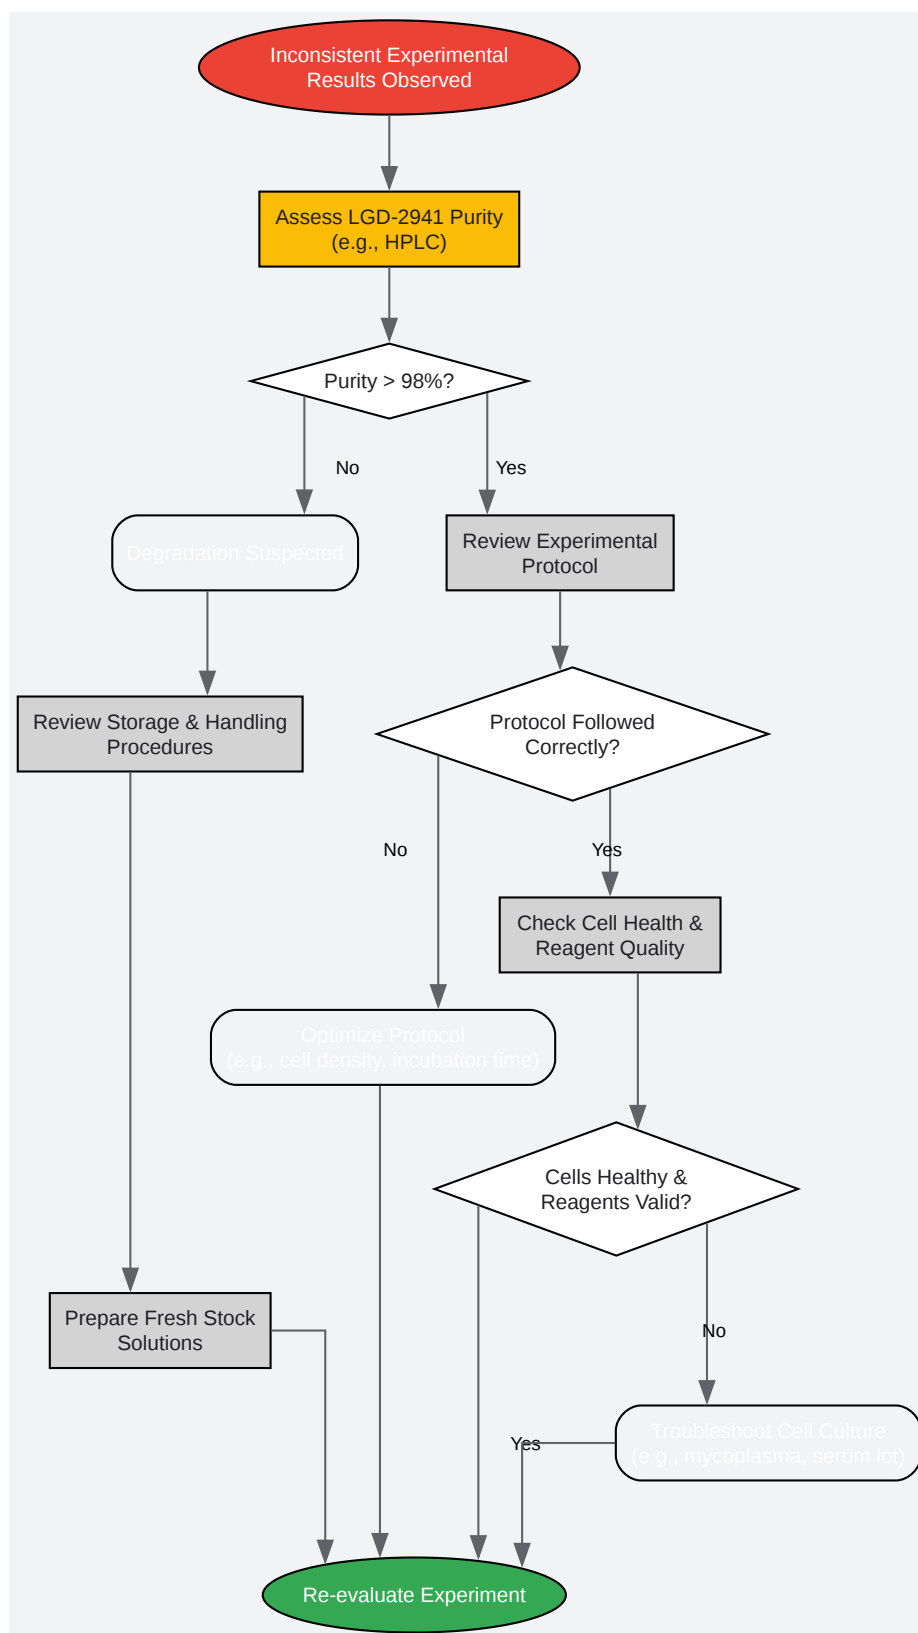 Inconsistent Experimental
Results Observed
Assess LGD-2941 Purity
(e.g., HPLC)
Purity > 98%?
No
Yes
Degradation Suspected
Review Experimental
Protocol
Review Storage & Handling
Procedures
Protocol Followed
Correctly?
No
Yes
Check Cell Health &
Reagent Quality
Optimize Protocol
(e.g., cell density, incubation time)
Cells Healthy &
Reagents Valid?
Prepare Fresh Stock
Solutions
No
Yes
Troubleshoot Cell Culture
(e.g., mycoplasma, serum lot)
Re-evaluate Experiment